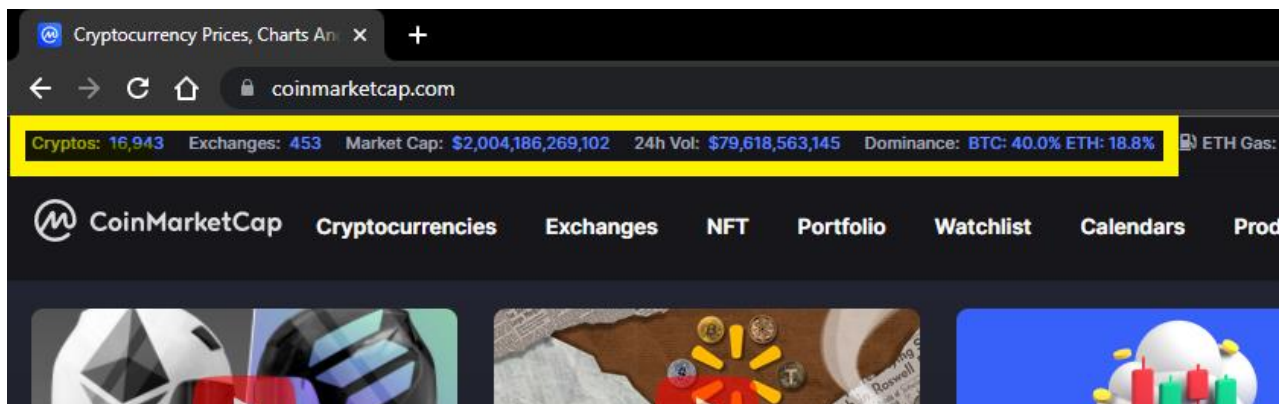 Cryptocurrency Prices, Charts An
coinmarketcap.com
Cryptos: 16,943 Exchanges: 453 Market Cap: $2,004,186,269,102 24h Vol: $79,618,563,145 Dominance: BTC: 40.0% ETH: 18.8% ETH Gas:
CoinMarketCap Cryptocurrencies Exchanges NFT Portfolio Watchlist Calendars Prod
Roswell